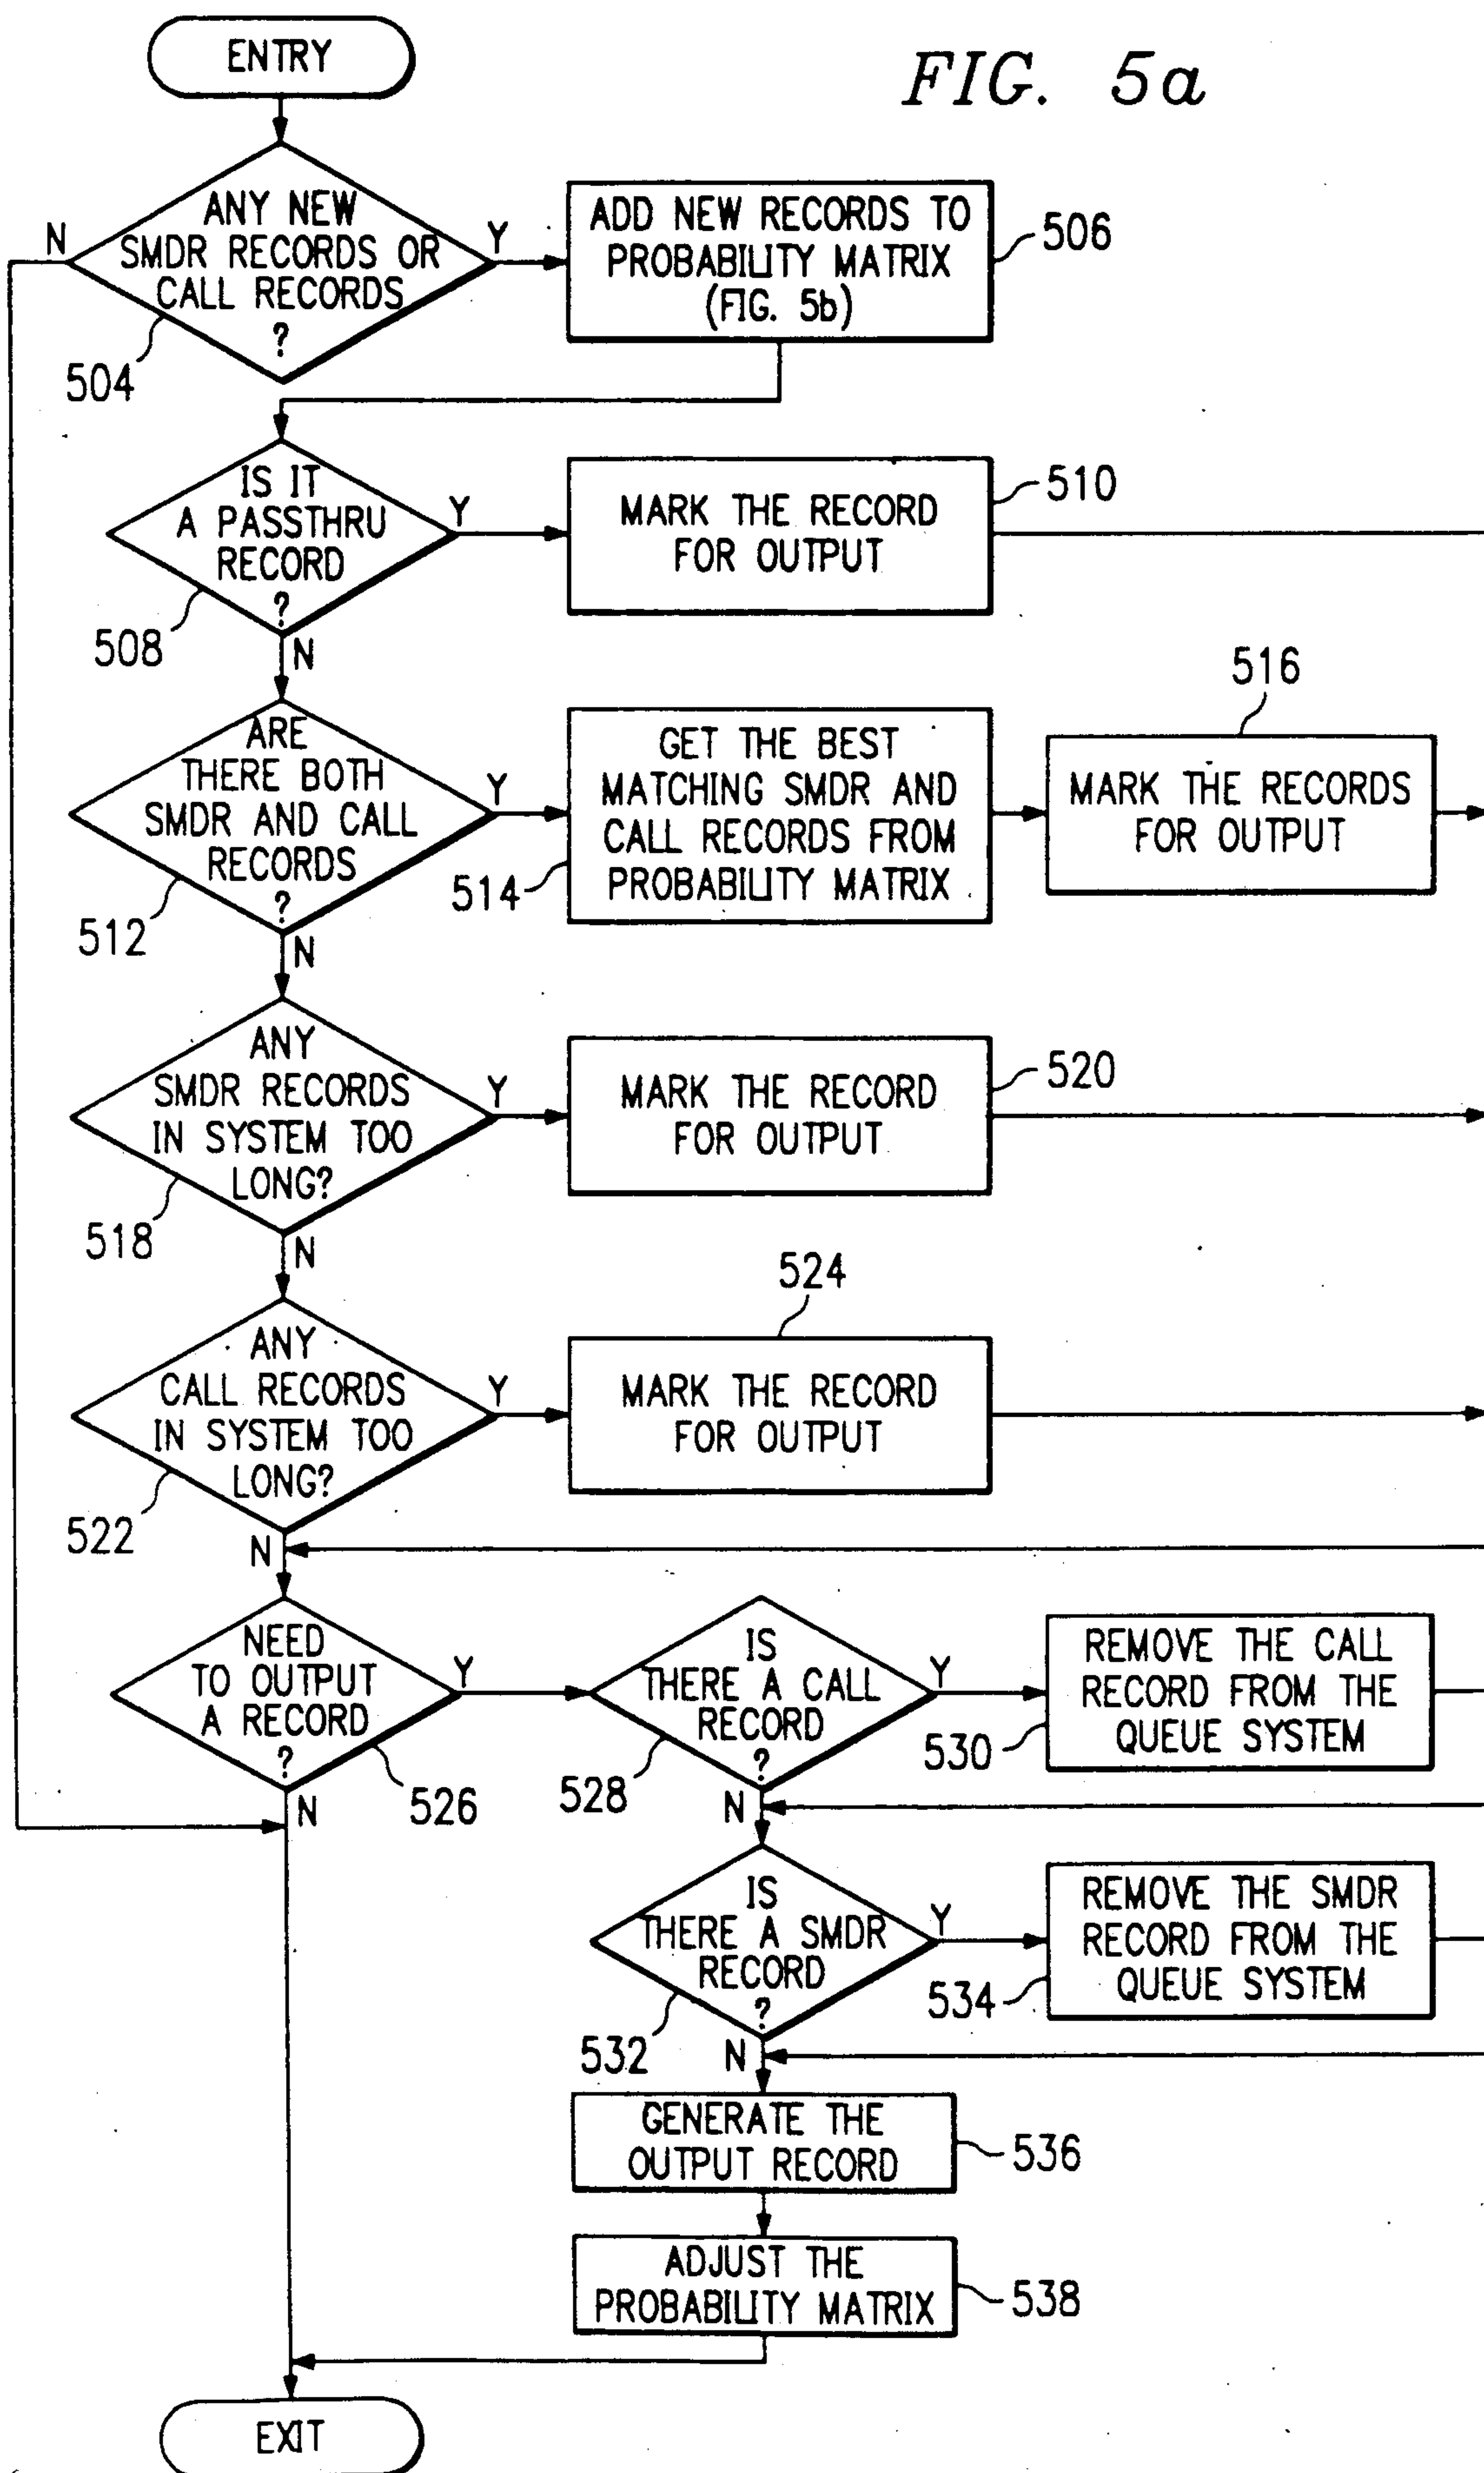 ENTRY
FIG. 5a
ANY NEW
SMDR RECORDS OR
CALL RECORDS
?
N
Y
504
ADD NEW RECORDS TO
PROBABILITY MATRIX
(FIG. 5b)
506
IS IT
A PASSTHRU
RECORD
?
Y
N
508
MARK THE RECORD
FOR OUTPUT
510
ARE
THERE BOTH
SMDR AND CALL
RECORDS
?
Y
N
512
GET THE BEST
MATCHING SMDR AND
CALL RECORDS FROM
PROBABILITY MATRIX
514
516
MARK THE RECORDS
FOR OUTPUT
ANY
SMDR RECORDS
IN SYSTEM TOO
LONG?
Y
N
518
MARK THE RECORD
FOR OUTPUT
520
ANY
CALL RECORDS
IN SYSTEM TOO
LONG?
Y
N
522
524
MARK THE RECORD
FOR OUTPUT
NEED
TO OUTPUT
A RECORD
?
Y
N
526
IS
THERE A CALL
RECORD
?
Y
N
528
REMOVE THE CALL
RECORD FROM THE
QUEUE SYSTEM
530
IS
THERE A SMDR
RECORD
?
Y
N
532
REMOVE THE SMDR
RECORD FROM THE
QUEUE SYSTEM
534
GENERATE THE
OUTPUT RECORD
536
ADJUST THE
PROBABILITY MATRIX
538
EXIT